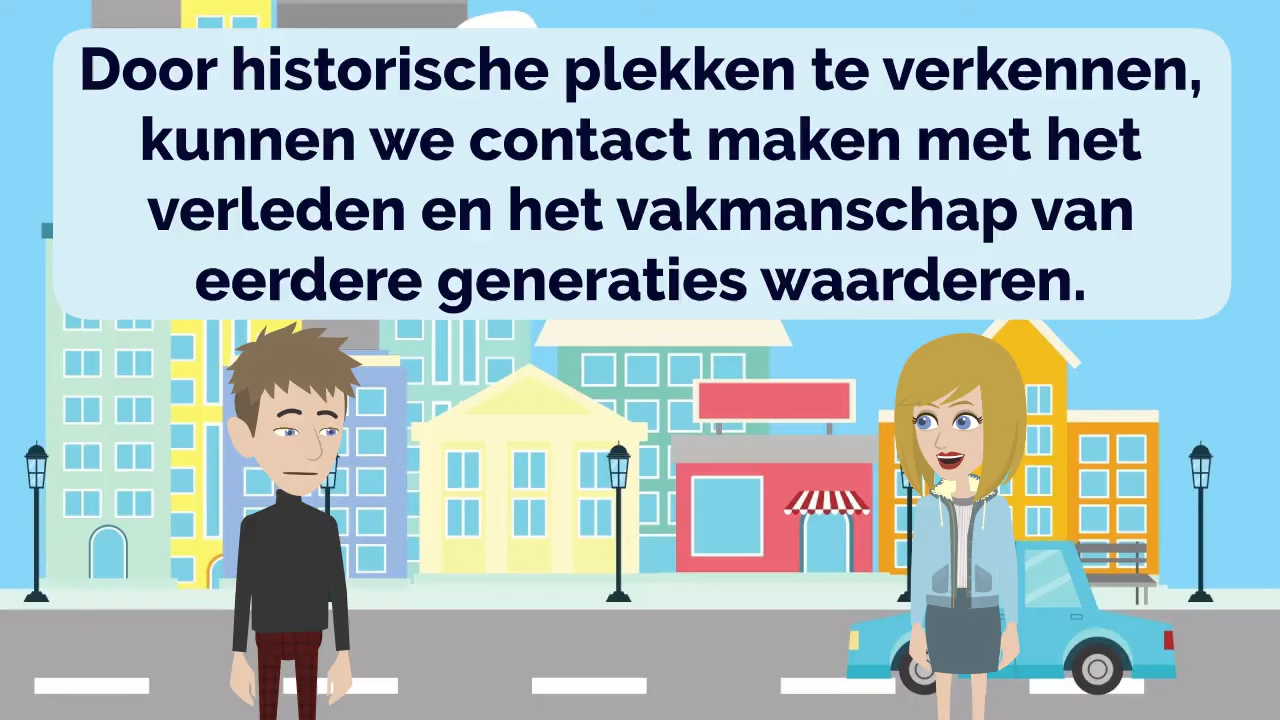 Door historische plekken te verkennen,
kunnen we contact maken met het
verleden en het vakmanschap van
eerdere generaties waarderen.